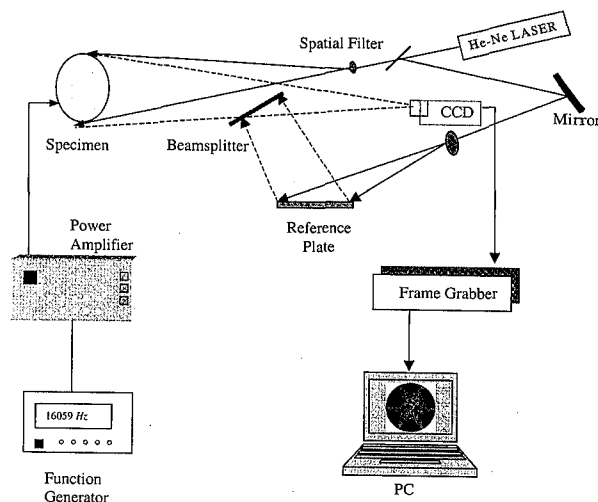 He-Ne LASER
Spatial Filter
CCD
Mirror
Specimen
Beamsplitter
Reference
Plate
Power
Amplifier
Frame Grabber
16059 Hz
Function
Generator
PC